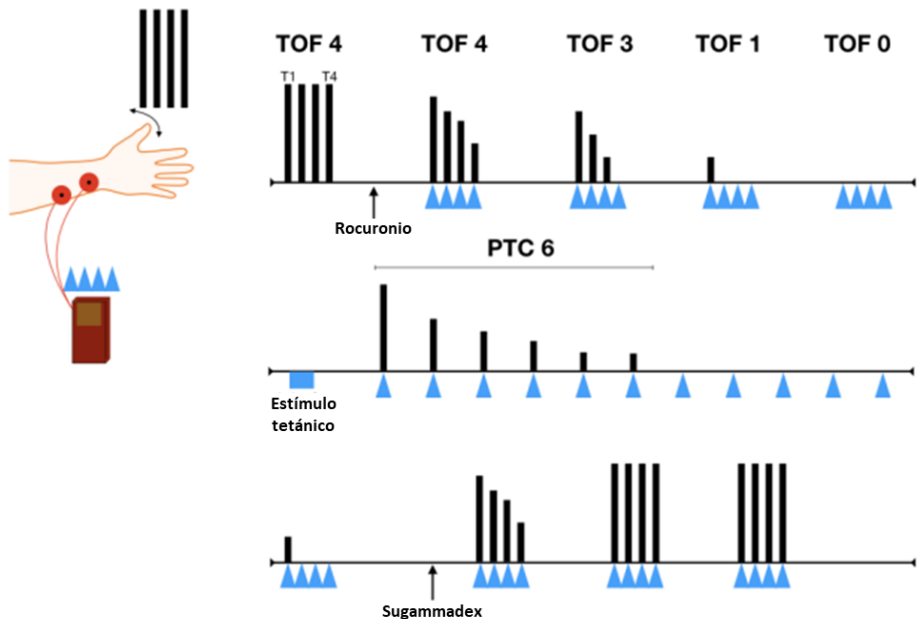 TOF 4 TOF 4 TOF 3 TOF 1 TOF 0
T1 T4
Rocuronio
PTC 6
Estímulo
tetánico
Sugammadex